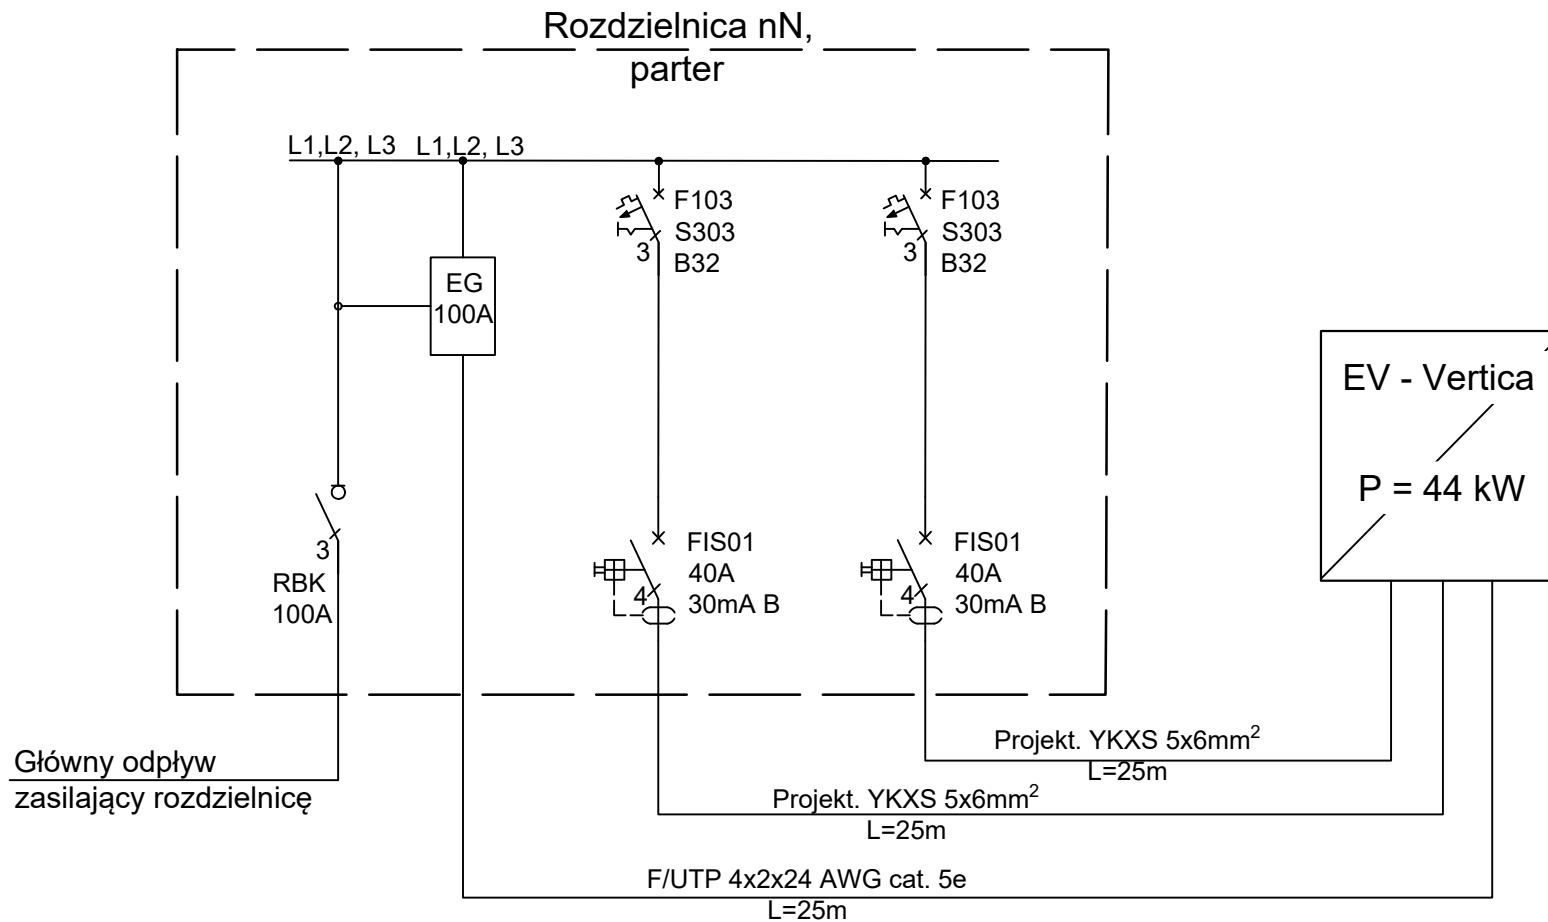 Rozdzielnica nN,
parter
L1,L2, L3
L1,L2, L3
F103
S303
B32
3
F103
S303
B32
3
EG
100A
EV - Vertica
P = 44 kW
3
RBK
100A
FIS01
40A
30mA B
4
FIS01
40A
30mA B
4
Główny odpływ
zasilający rozdzielnicę
Projekt. YKXS 5x6mm²
L=25m
Projekt. YKXS 5x6mm²
L=25m
F/UTP 4x2x24 AWG cat. 5e
L=25m